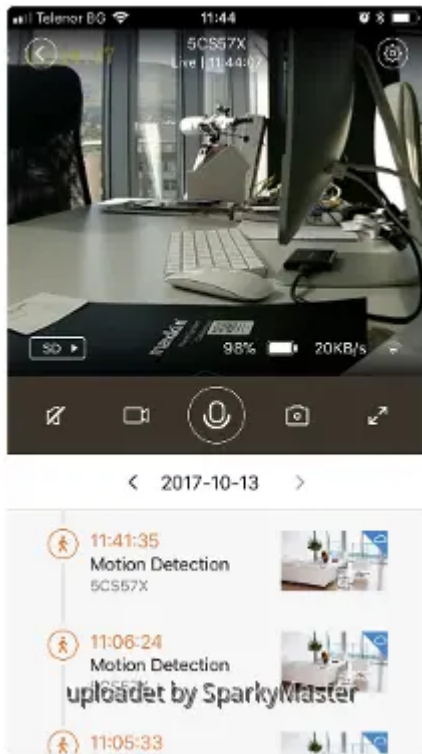 Telenor BG 11:44
5CS57X
Live | 11:44:07
SD
98% 20KB/s
2017-10-13
11:41:35
Motion Detection
5CS57X
11:06:24
Motion Detection
uploadet by SparkyMaster
11:05:33